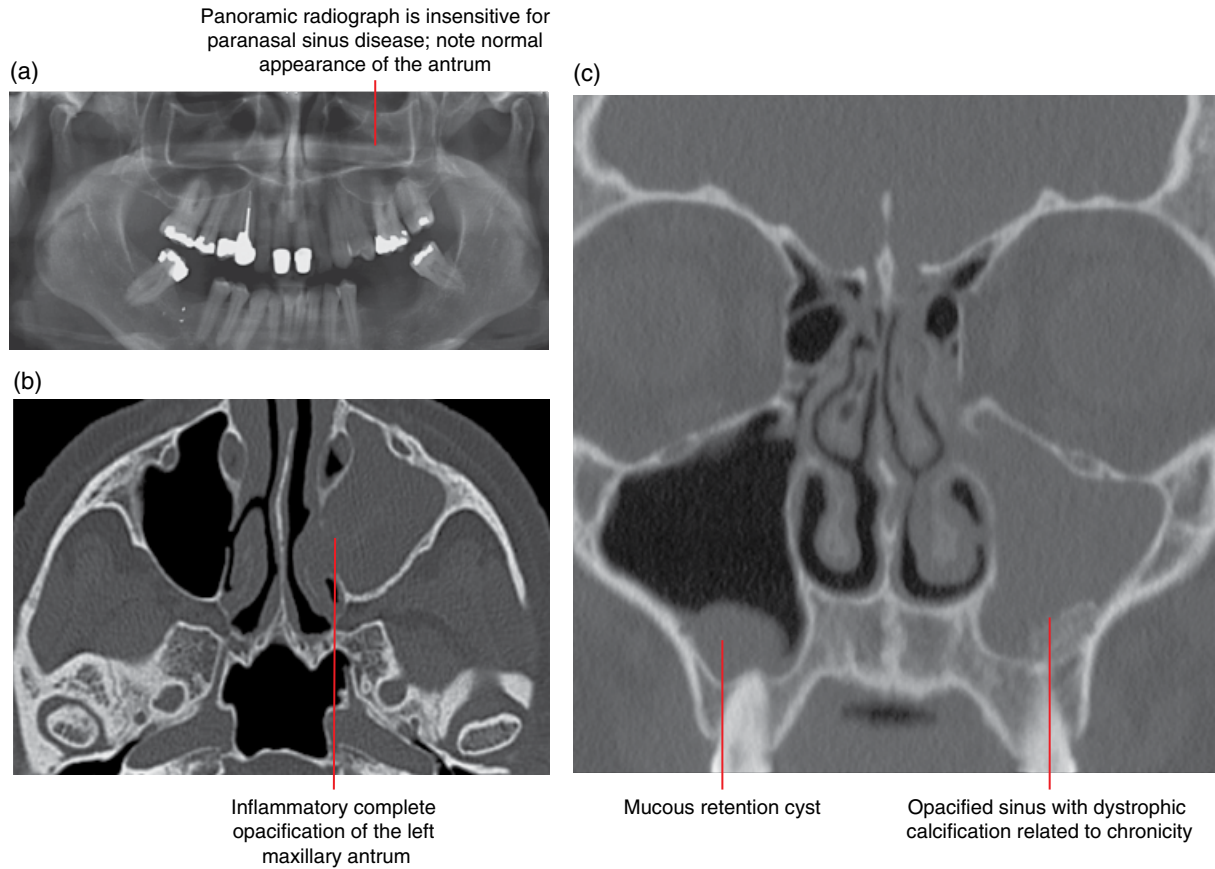 Panoramic radiograph is insensitive for
paranasal sinus disease; note normal
appearance of the antrum
(a)
(b)
Inflammatory complete
opacification of the left
maxillary antrum
(c)
Mucous retention cyst
Opacified sinus with dystrophic
calcification related to chronicity